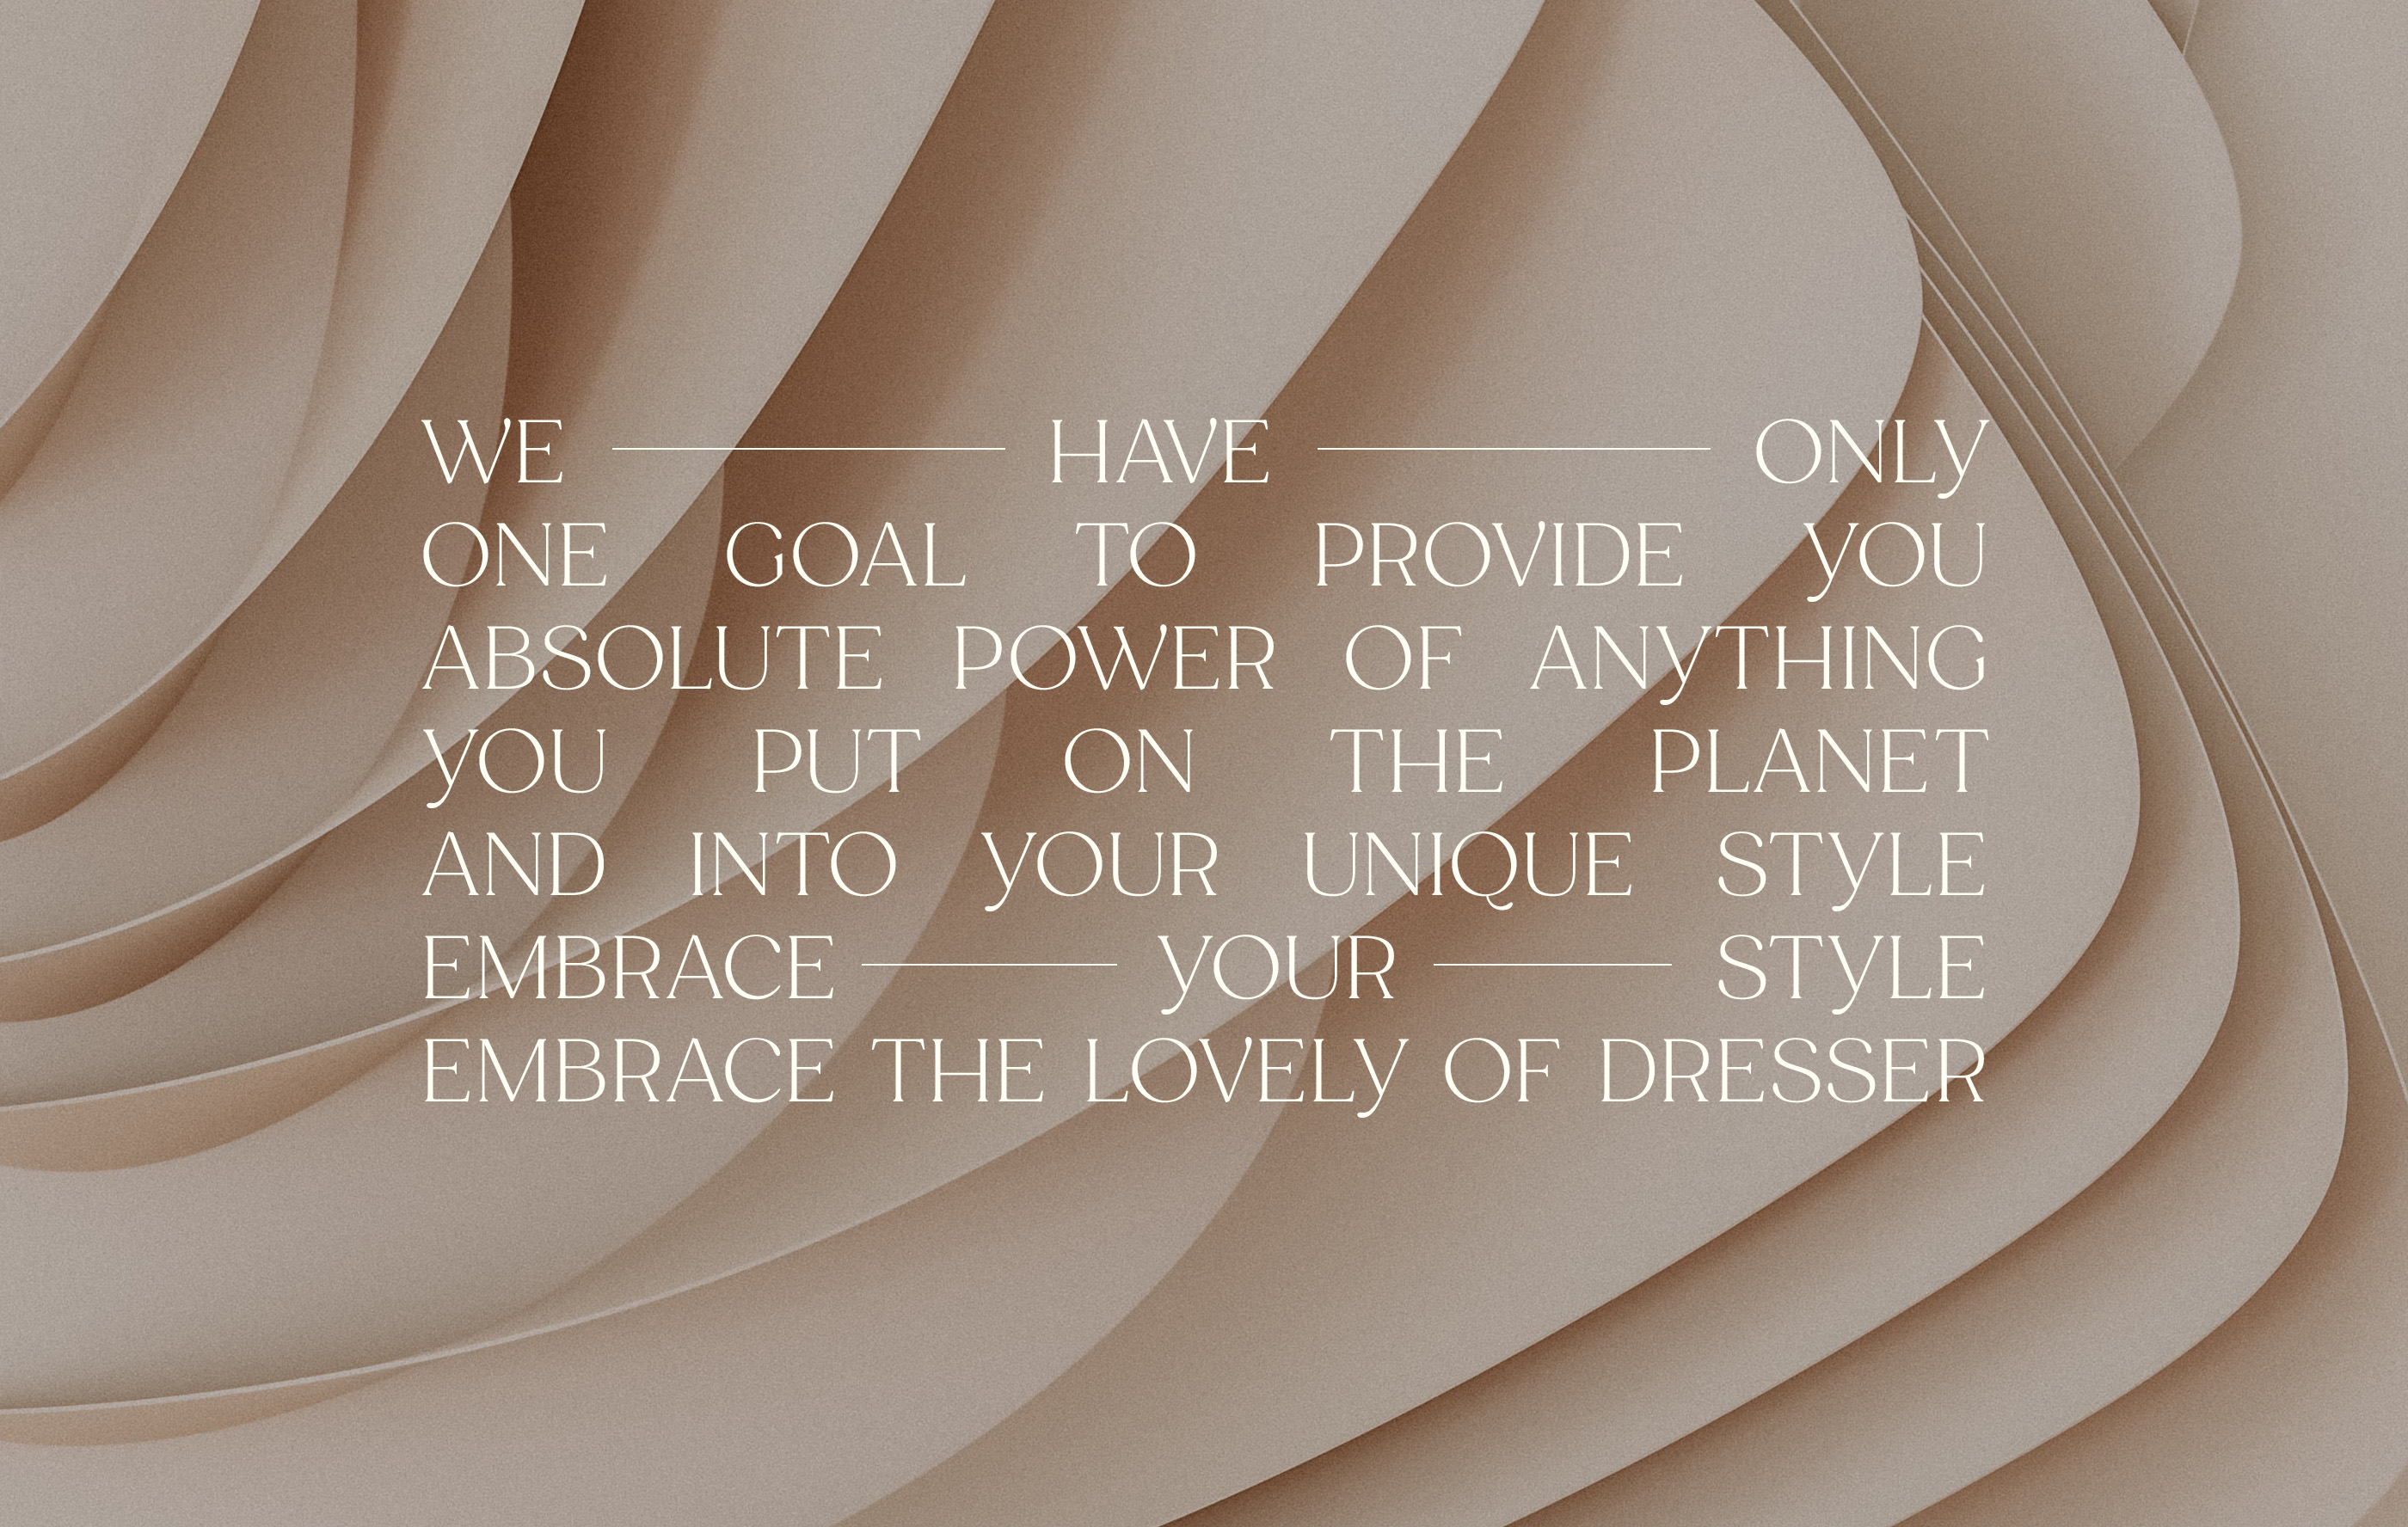 WE HAVE ONLY
ONE GOAL TO PROVIDE YOU
ABSOLUTE POWER OF ANYTHING
YOU PUT ON THE PLANET
AND INTO YOUR UNIQUE STYLE
EMBRACE YOUR STYLE
EMBRACE THE LOVELY OF DRESSER